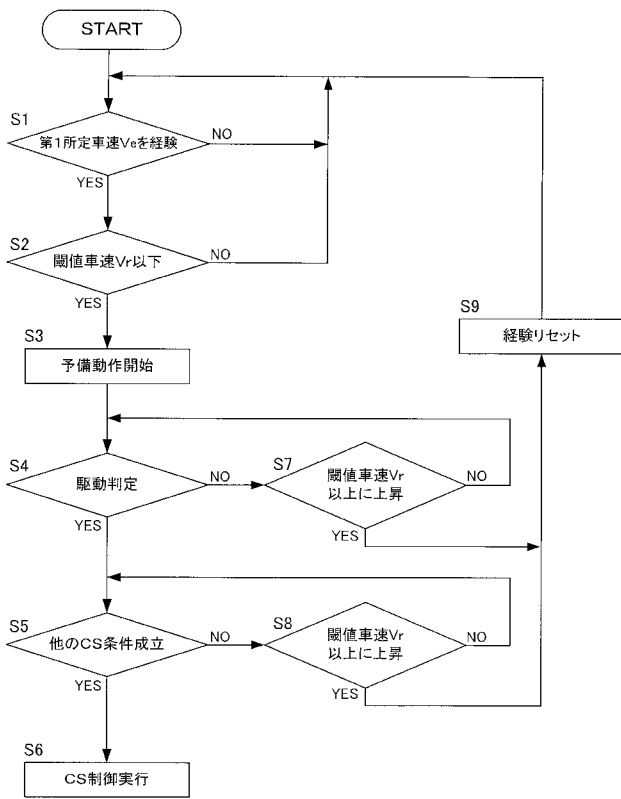 START
S1
第1所定車速Veを経験
NO
YES
S2
閾値車速Vr以下
NO
YES
S3
予備動作開始
S9
経験リセット
S4
駆動判定
NO
YES
S7
閾値車速Vr
以上に上昇
NO
YES
S5
他のCS条件成立
NO
YES
S8
閾値車速Vr
以上に上昇
NO
YES
S6
CS制御実行